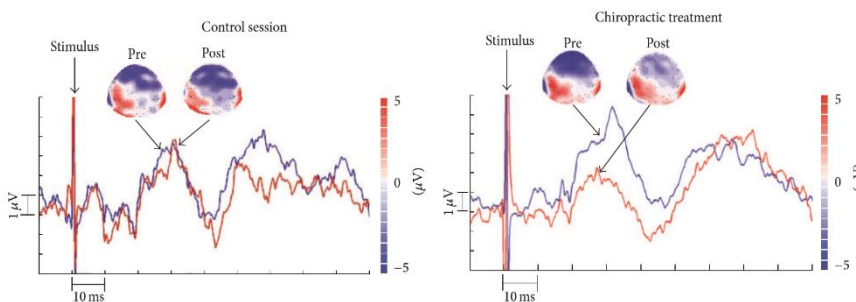 Control session
Stimulus
Pre
Post
5
0
−5
(μV)
1 μV
10 ms
Chiropractic treatment
Stimulus
Pre
Post
5
0
−5
1 μV
10 ms